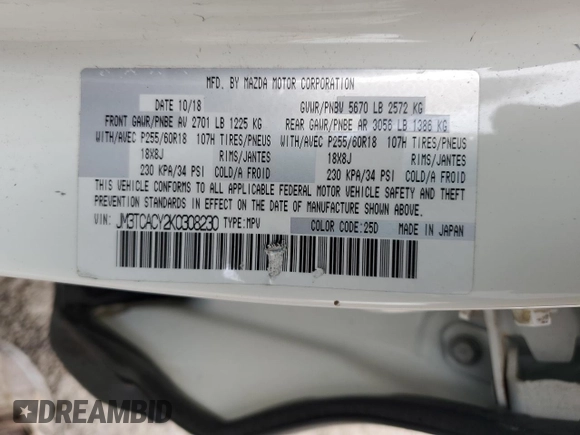 MFD. BY MAZDA MOTOR CORPORATION
DATE 10/18 GVWR/PNBV 5670 LB 2572 KG
FRONT GAWR/PNBE AV 2701 LB 1225 KG REAR GAWR/PNBE AR 3056 LB 1386 KG
WITH/AVEC P255/60R18 107H TIRES/PNEUS WITH/AVEC P255/60R18 107H TIRES/PNEUS
18X8J RIMS/JANTES 18X8J RIMS/JANTES
230 KPA/34 PSI COLD/A FROID 230 KPA/34 PSI COLD/A FROID
THIS VEHICLE CONFORMS TO ALL APPLICABLE FEDERAL MOTOR VEHICLE SAFETY AND THEFT
PREVENTION STANDARDS IN EFFECT ON THE DATE OF MANUFACTURE SHOWN ABOVE.
VIN: JM3TCACY2K0308230 TYPE:MPV COLOR CODE:25D MADE IN JAPAN
DREAMBID